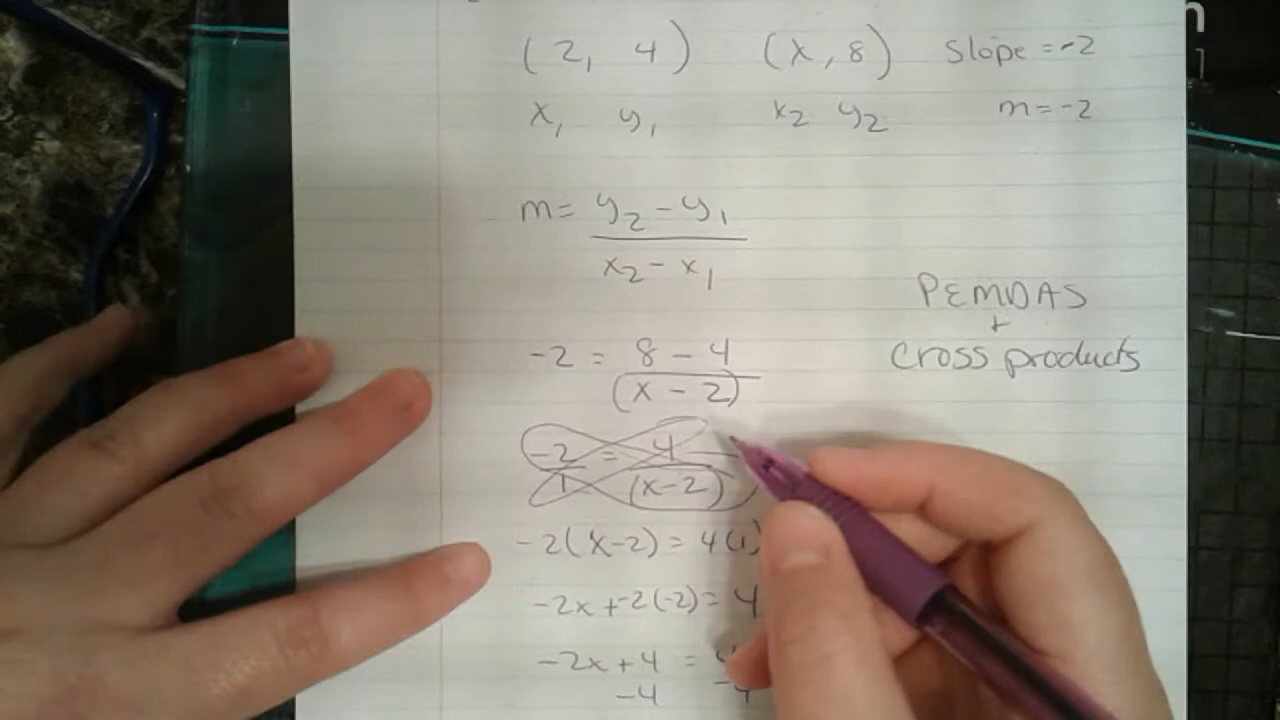 (2, 4) (x, 8) Slope = -2
x₁ y₁ x₂ y₂ m = -2
m = y₂ - y₁
x₂ - x₁
PEMDAS
+
Cross products
-2 = 8 - 4
(x - 2)
-2 = 4
1 (x-2)
-2(x-2) = 4(1)
-2x + -2(-2) = 4
-2x + 4 = 4
-4 -4